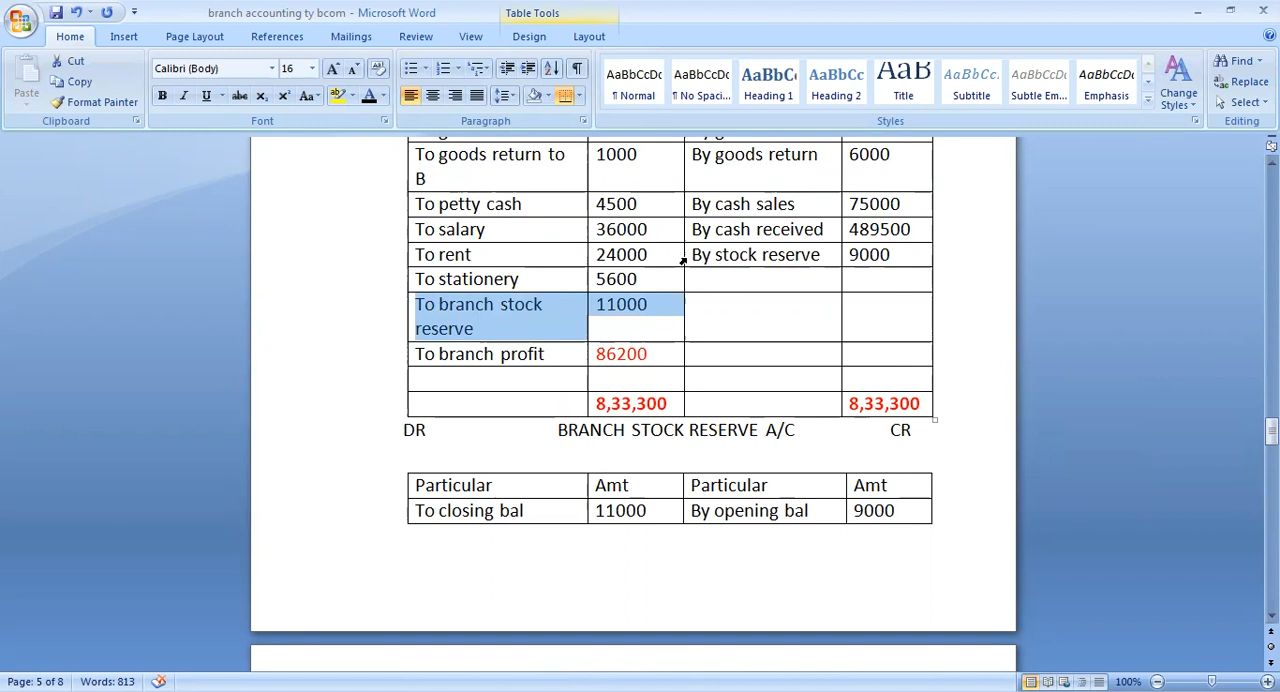 branch accounting ty bcom - Microsoft Word
Table Tools
Home Insert Page Layout References Mailings Review View Design Layout
Paste
Cut
Copy
Format Painter
Clipboard
Calibri (Body) 16
Font
Paragraph
AaBbCcDc AaBbCcDc AaBbC AaBbCc AaB AaBbCc. AaBbCcDc AaBbCcDc
¶ Normal ¶ No Spaci... Heading 1 Heading 2 Title Subtitle Subtle Em... Emphasis
Change Styles
Styles
Find
Replace
Select
Editing
To goods return to B 1000 By goods return 6000
To petty cash 4500 By cash sales 75000
To salary 36000 By cash received 489500
To rent 24000 By stock reserve 9000
To stationery 5600
To branch stock reserve 11000
To branch profit 86200
8,33,300 8,33,300
DR BRANCH STOCK RESERVE A/C CR
Particular Amt Particular Amt
To closing bal 11000 By opening bal 9000
Page: 5 of 8 Words: 813 100%